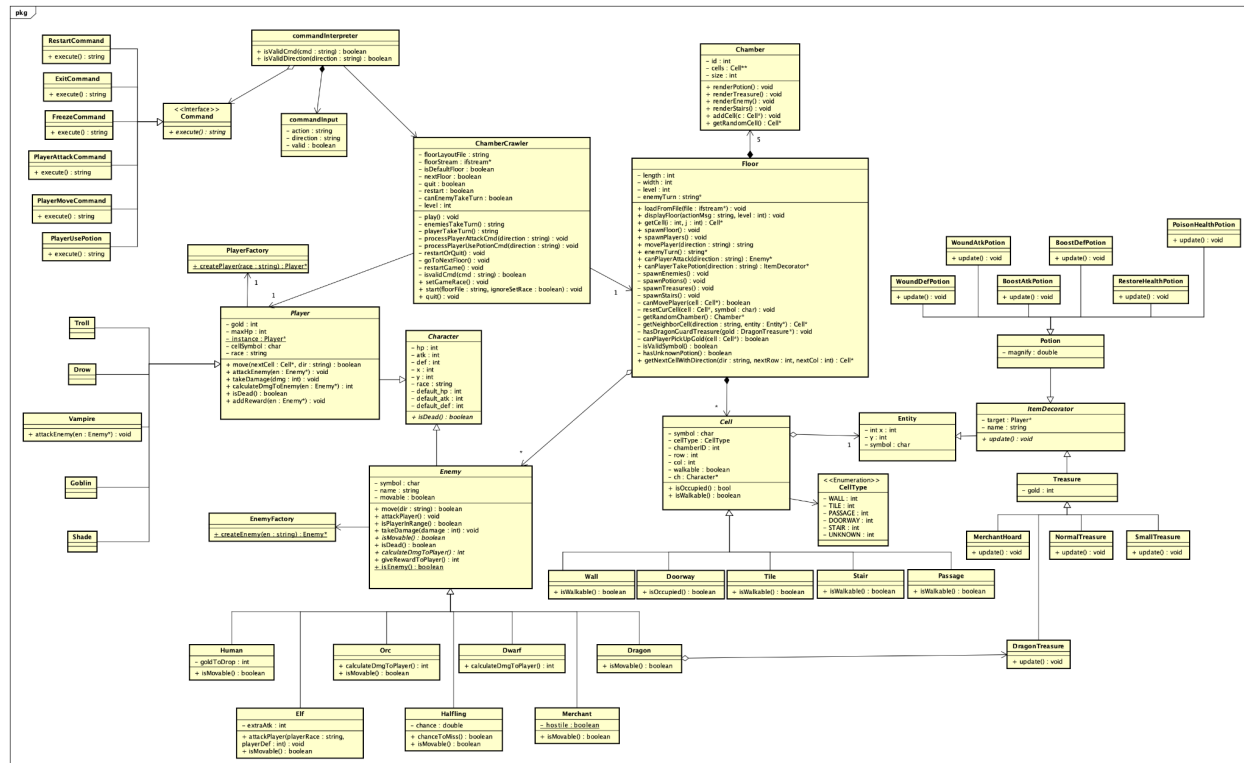 pkg
RestartCommand
+ execute() : string
ExitCommand
+ execute() : string
FreezeCommand
+ execute() : string
PlayerAttackCommand
+ execute() : string
PlayerMoveCommand
+ execute() : string
PlayerUsePotion
+ execute() : string
commandInterpreter
+ isValidCmd(cmd : string) : boolean
+ isValidDirection(direction : string) : boolean
<<Interface>>
Command
+ execute() : string
commandInput
- action : string
- direction : string
- valid : boolean
ChamberCrawler
- floorLayoutFile : string
- floorStream : ifstream*
- isDefaultFloor : boolean
- nextFloor : boolean
- quit : boolean
- restart : boolean
- canEnemyTakeTurn : boolean
- level : int
- play() : void
- enemiesTakeTurn() : string
- playerTakeTurn() : string
- processPlayerAttackCmd(direction : string) : void
- processPlayerUsePotionCmd(direction : string) : void
- restartOrQuit() : void
- goToNextFloor() : void
- restartGame() : void
- isvalidCmd(cmd : string) : boolean
+ setGameRace() : void
+ start(floorFile : string, ignoreSetRace : boolean) : void
+ quit() : void
Chamber
- id : int
- cells : Cell**
- size : int
+ renderPotion() : void
+ renderTreasure() : void
+ renderEnemy() : void
+ renderStairs() : void
+ addCell(c : Cell*) : void
+ getRandomCell() : Cell*
5
Floor
- length : int
- width : int
- level : int
- enemyTurn : string*
+ loadFromFile(file : ifstream*) : void
+ displayFloor(actionMsg : string, level : int) : void
+ getCell(i : int, j : int) : Cell*
+ spawnFloor() : void
+ spawnPlayers() : void
+ movePlayer(direction : string) : string
+ enemyTurn() : string*
+ canPlayerAttack(direction : string) : Enemy*
+ canPlayerTakePotion(direction : string) : ItemDecorator*
- spawnEnemies() : void
- spawnPotions() : void
- spawnTreasures() : void
- spawnStairs() : void
- canMovePlayer(cell : Cell*) : boolean
- resetCurCell(cell : Cell*, symbol : char) : void
- getRandomChamber() : Chamber*
- getNeighborCell(direction : string, entity : Entity*) : Cell*
- hasDragonGuardTreasure(gold : DragonTreasure*) : void
- canPlayerPickUpGold(cell : Cell*) : boolean
- isValidSymbol() : boolean
- hasUnknownPotion() : boolean
+ getNextCellWithDirection(dir : string, nextRow : int, nextCol : int) : Cell*
1
PlayerFactory
+ createPlayer(race : string) : Player*
1
1
Player
- gold : int
- maxHp : int
- instance : Player*
- cellSymbol : char
- race : string
+ move(nextCell : Cell*, dir : string) : boolean
+ attackEnemy(en : Enemy*) : void
+ takeDamage(dmg : int) : void
+ calculateDmgToEnemy(en : Enemy*) : int
+ isDead() : boolean
+ addReward(en : Enemy*) : void
Troll
Drow
Vampire
+ attackEnemy(en : Enemy*) : void
Goblin
Shade
Character
- hp : int
- atk : int
- def : int
- x : int
- y : int
- race : string
- default_hp : int
- default_atk : int
- default_def : int
+ isDead() : boolean
*
Enemy
- symbol : char
- name : string
- movable : boolean
+ move(dir : string) : boolean
+ attackPlayer() : void
+ isPlayerInRange() : boolean
+ takeDamage(damage : int) : void
+ isMovable() : boolean
+ isDead() : boolean
+ calculateDmgToPlayer() : int
+ giveRewardToPlayer() : int
+ isEnemy() : boolean
EnemyFactory
+ createEnemy(en : string) : Enemy*
*
Cell
- symbol : char
- cellType : CellType
- chamberID : int
- row : int
- col : int
- walkable : boolean
- ch : Character*
+ isOccupied() : bool
+ isWalkable() : boolean
1
Entity
- int x : int
- y : int
- symbol : char
<<Enumeration>>
CellType
- WALL : int
- TILE : int
- PASSAGE : int
- DOORWAY : int
- STAIR : int
- UNKNOWN : int
Wall
+ isWalkable() : boolean
Doorway
+ isOccupied() : boolean
Tile
+ isWalkable() : boolean
Stair
+ isWalkable() : boolean
Passage
+ isWalkable() : boolean
PoisonHealthPotion
+ update() : void
WoundAtkPotion
+ update() : void
BoostDefPotion
+ update() : void
WoundDefPotion
+ update() : void
BoostAtkPotion
+ update() : void
RestoreHealthPotion
+ update() : void
Potion
- magnify : double
ItemDecorator
- target : Player*
- name : string
+ update() : void
Treasure
- gold : int
MerchantHoard
+ update() : void
NormalTreasure
+ update() : void
SmallTreasure
+ update() : void
DragonTreasure
+ update() : void
Human
- goldToDrop : int
+ isMovable() : boolean
Orc
+ calculateDmgToPlayer() : int
+ isMovable() : boolean
Dwarf
+ calculateDmgToPlayer() : int
Dragon
+ isMovable() : boolean
Elf
- extraAtk : int
+ attackPlayer(playerRace : string,
playerDef : int) : void
+ isMovable() : boolean
Halfling
- chance : double
+ chanceToMiss() : boolean
+ isMovable() : boolean
Merchant
- hostile : boolean
+ isMovable() : boolean